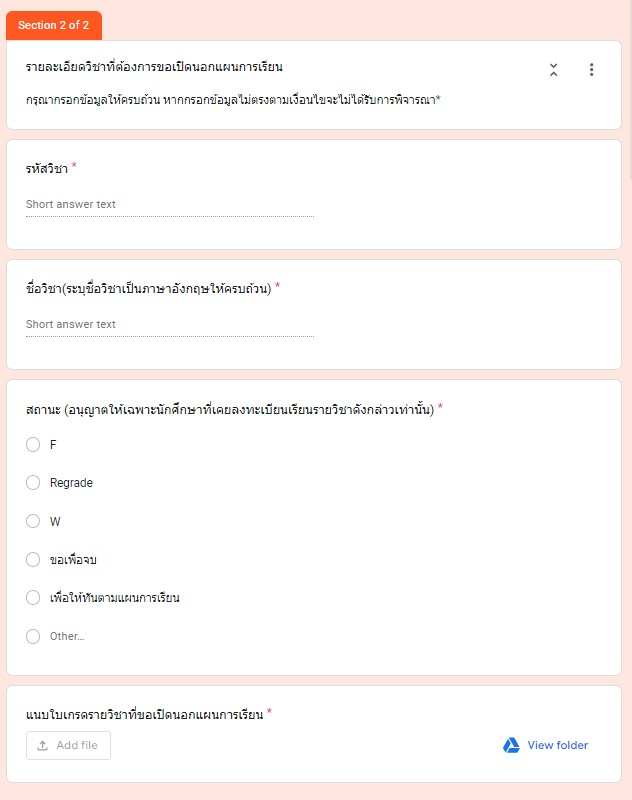 Section 2 of 2
รายละเอียดวิชาที่ต้องการขอเปิดนอกแผนการเรียน
กรุณากรอกข้อมูลให้ครบถ้วน หากกรอกข้อมูลไม่ตรงตามเงื่อนไขจะไม่ได้รับการพิจารณา*
รหัสวิชา *
Short answer text
ชื่อวิชา(ระบุชื่อวิชาเป็นภาษาอังกฤษให้ครบถ้วน) *
Short answer text
สถานะ (อนุญาตให้เฉพาะนักศึกษาที่เคยลงทะเบียนเรียนรายวิชาดังกล่าวเท่านั้น) *
F
Regrade
W
ขอเพื่อจบ
เพื่อให้ทันตามแผนการเรียน
Other...
แนบใบเกรดรายวิชาที่ขอเปิดนอกแผนการเรียน *
Add file View folder